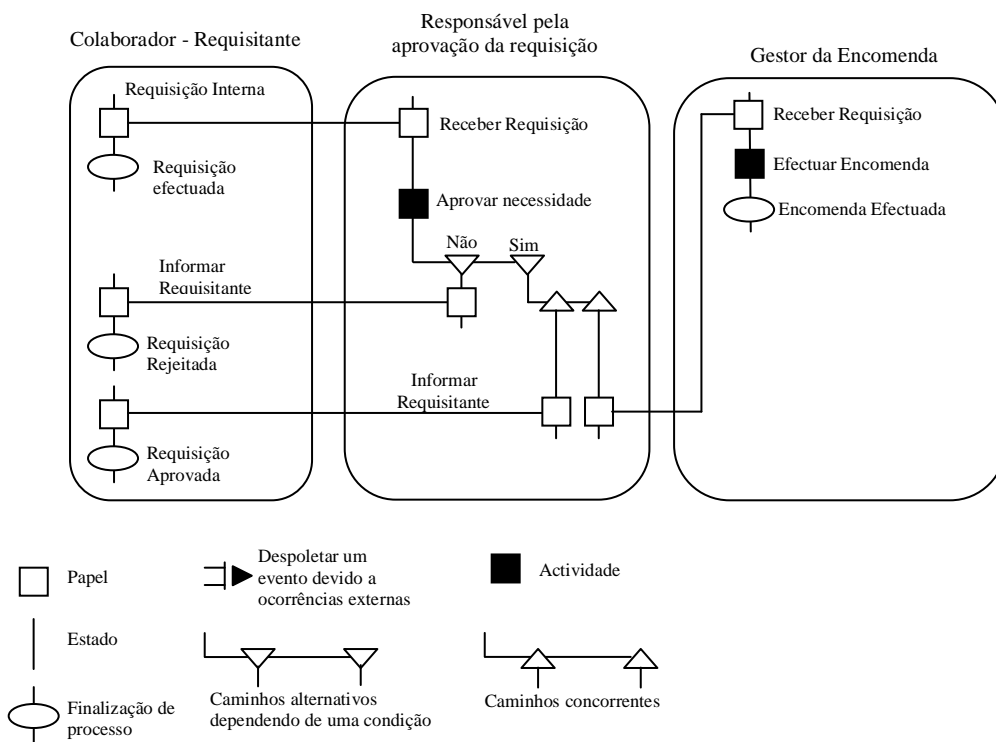 Colaborador - Requisitante
Responsável pela
aprovação da requisição
Gestor da Encomenda
Requisição Interna
Receber Requisição
Receber Requisição
Requisição
efectuada
Efectuar Encomenda
Aprovar necessidade
Encomenda Efectuada
Não
Sim
Informar
Requisitante
Requisição
Rejeitada
Informar
Requisitante
Requisição
Aprovada
Papel
Despoletar um
evento devido a
ocorrências externas
Actividade
Estado
Caminhos alternativos
dependendo de uma condição
Caminhos concorrentes
Finalização de
processo